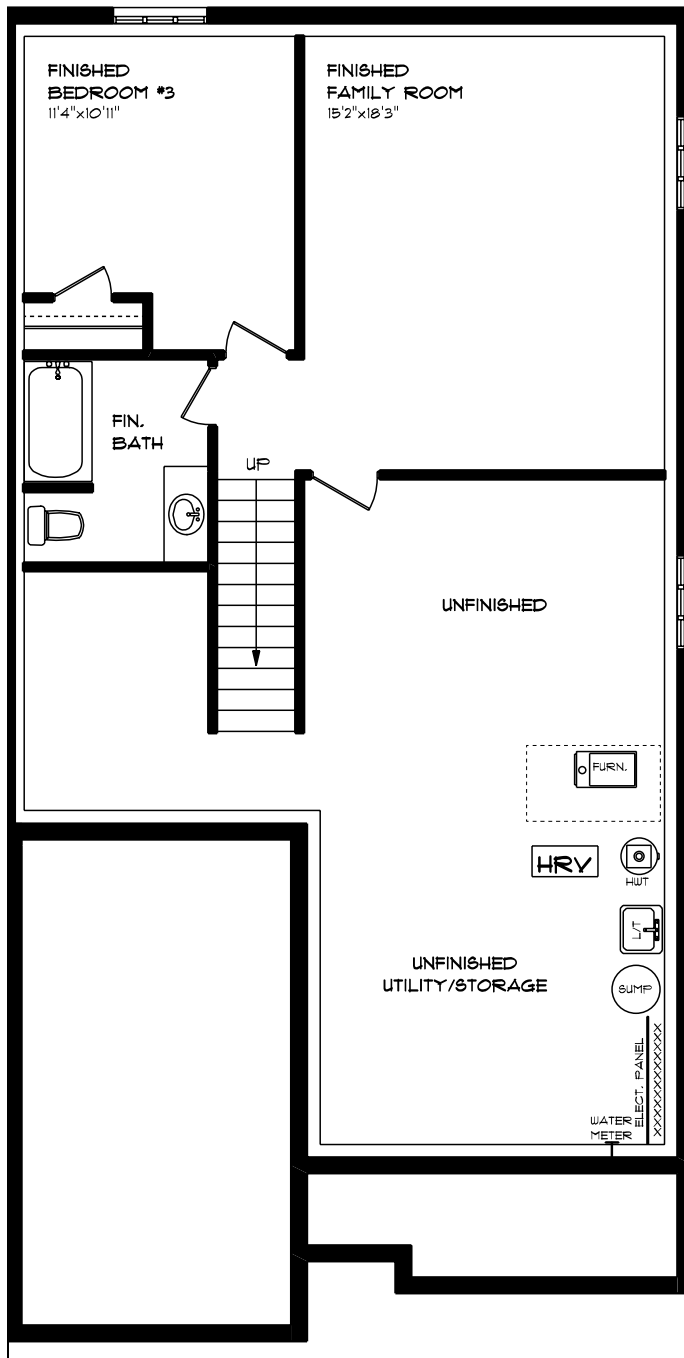 FINISHED
BEDROOM #3
11'4"x10'11"
FINISHED
FAMILY ROOM
15'2"x18'3"
FIN.
BATH
UP
UNFINISHED
FURN.
HRV
HWT
L/T
UNFINISHED
UTILITY/STORAGE
SUMP
ELECT. PANEL
XXXXXXXXXXXX
WATER
METER